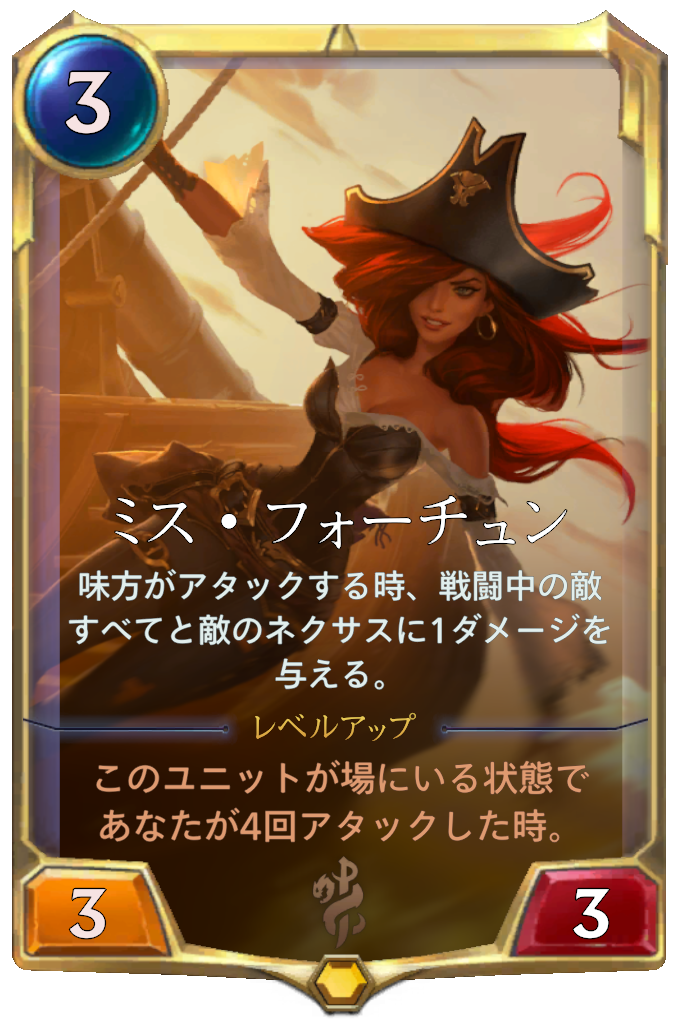 3
ミス・フォーチュン
味方がアタックする時、戦闘中の敵
すべてと敵のネクサスに1ダメージを
与える。
レベルアップ
このユニットが場にいる状態で
あなたが4回アタックした時。
3
3